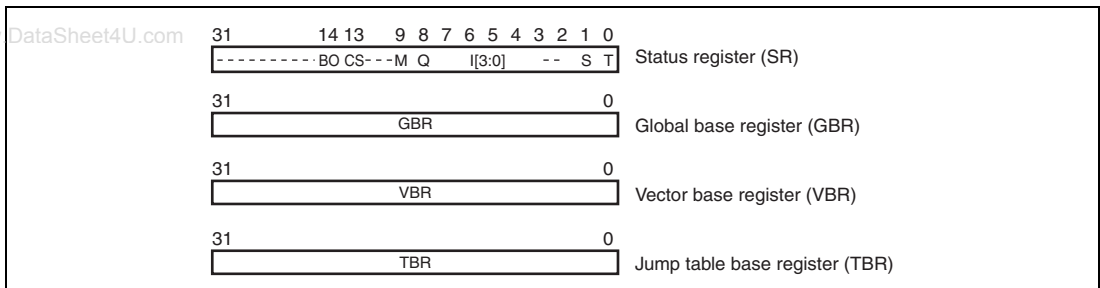 DataSheet4U.com
31 14 13 9 8 7 6 5 4 3 2 1 0
----------BO CS---M Q I[3:0] -- S T Status register (SR)
31 0
GBR Global base register (GBR)
31 0
VBR Vector base register (VBR)
31 0
TBR Jump table base register (TBR)